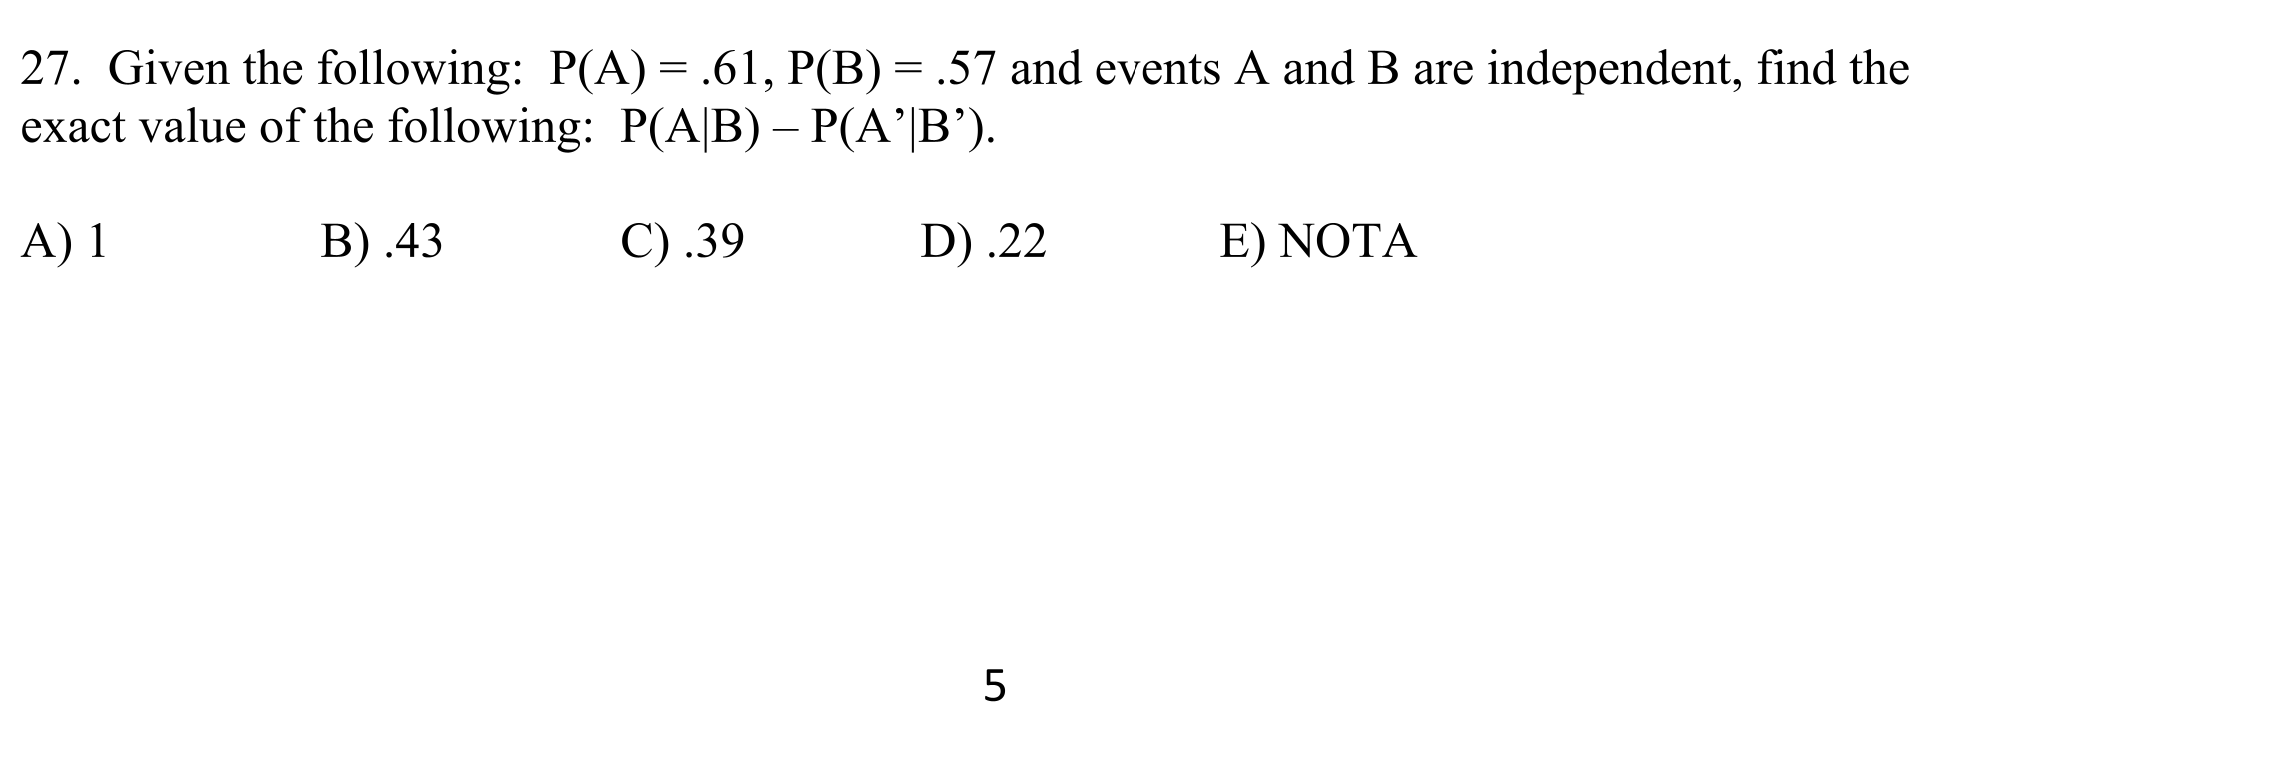 27.  Given the following:  P(A) = .61, P(B) = .57 and events A and B are independent, find the
exact value of the following:  P(A|B) – P(A’|B’).
A) 1 B) .43 C) .39 D) .22 E) NOTA
5